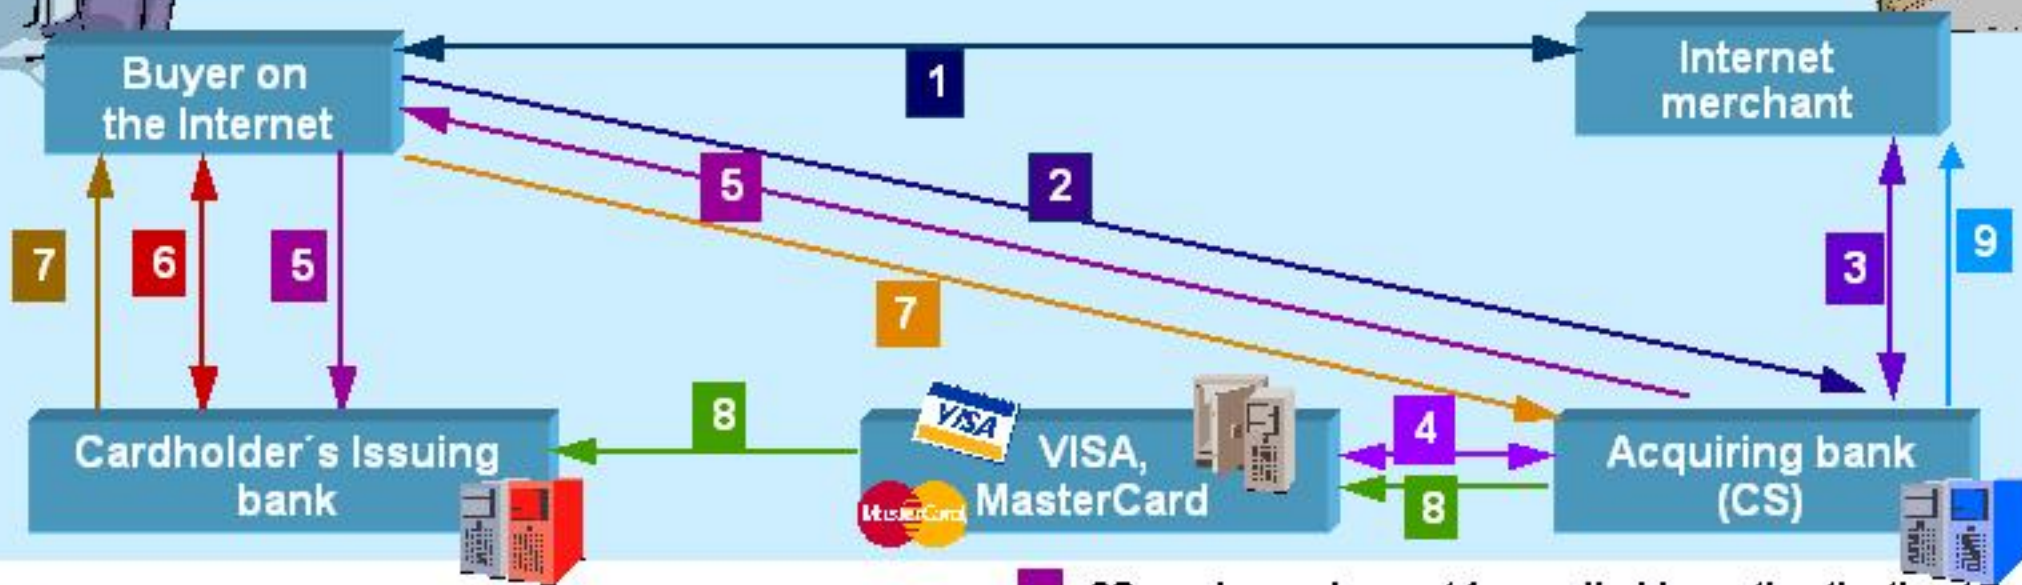 Buyer on
the Internet
1
Internet
merchant
5
2
7
6
5
7
3
9
Cardholder´s Issuing
bank
8
VISA
VISA,
MasterCard
MasterCard
4
8
Acquiring bank
(CS)